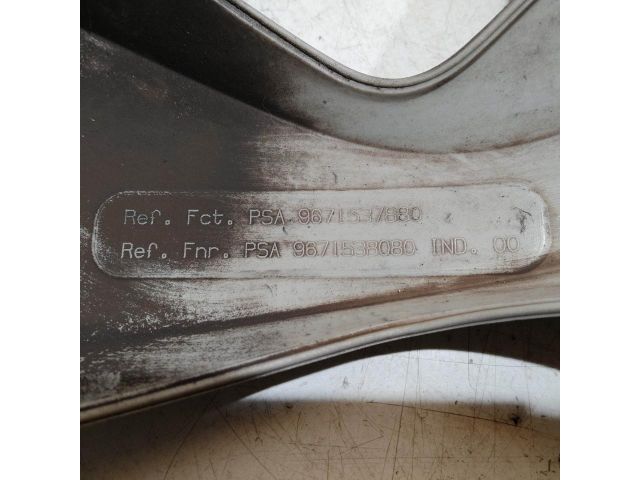 Ref. Fct. PSA 9671537880
Ref. Fnr. PSA 9671538080 IND. 00